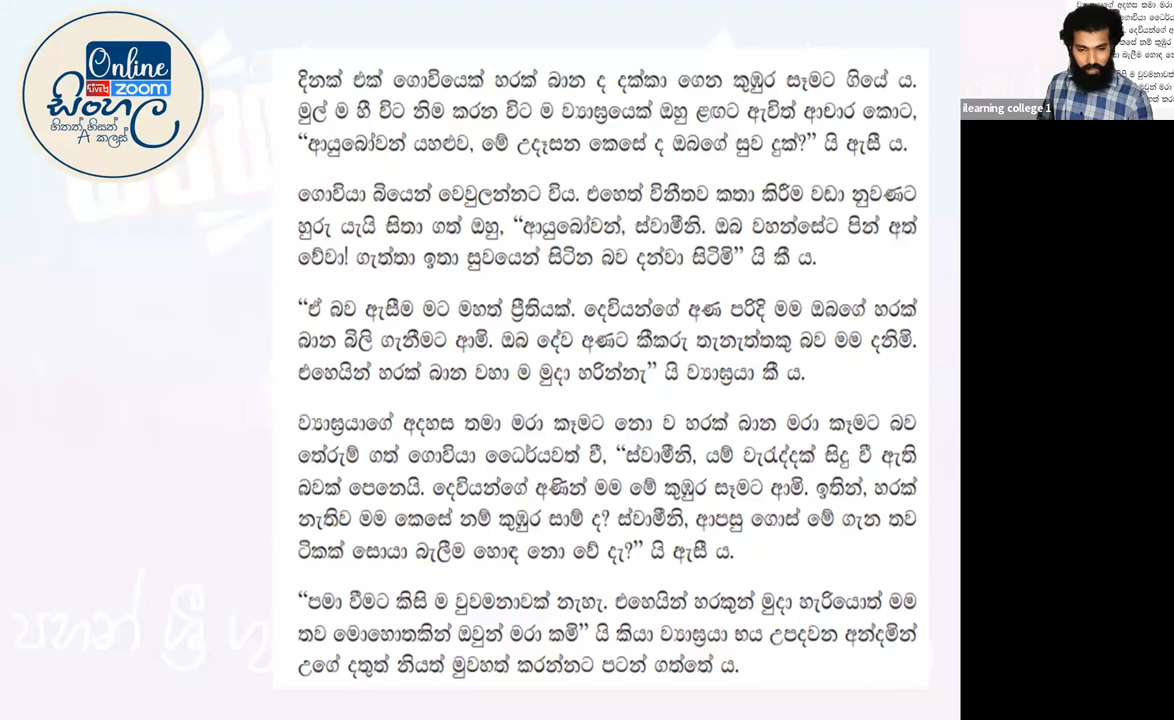 Online
LIVE zoom
සිංහල
හිතත් හිසත්
A කලාස්
දිනක් එක් ගොවියෙක් හරක් බාන ද දක්කා ගෙන කුඹුර සෑමට ගියේ ය.
මුල් ම හී විට නිම කරන විට ම ව්‍යාඝ්‍රයෙක් ඔහු ළඟට ඇවිත් ආචාර කොට,
“ආයුබෝවන් යහළුව, මේ උදෑසන කෙසේ ද ඔබගේ සුව දුක්?” යි ඇසී ය.
ගොවියා බියෙන් වෙවුලන්නට විය. එහෙත් විනීතව කතා කිරීම වඩා නුවණට
හුරු යැයි සිතා ගත් ඔහු, “ආයුබෝවන්, ස්වාමීනි. ඔබ වහන්සේට පින් අත්
වේවා! ගැත්තා ඉතා සුවයෙන් සිටින බව දන්වා සිටිමි” යි කී ය.
“ඒ බව ඇසීම මට මහත් ප්‍රීතියක්. දෙවියන්ගේ අණ පරිදි මම ඔබගේ හරක්
බාන බිලි ගැනීමට ආමි. ඔබ දේව අණට කීකරු තැනැත්තකු බව මම දනිමි.
එහෙයින් හරක් බාන වහා ම මුදා හරින්නැ” යි ව්‍යාඝ්‍රයා කී ය.
ව්‍යාඝ්‍රයාගේ අදහස තමා මරා කෑමට නො ව හරක් බාන මරා කෑමට බව
තේරුම් ගත් ගොවියා ධෛර්යවත් වී, “ස්වාමීනි, යම් වැරැද්දක් සිදු වී ඇති
බවක් පෙනෙයි. දෙවියන්ගේ අණින් මම මේ කුඹුර සෑමට ආමි. ඉතින්, හරක්
නැතිව මම කෙසේ නම් කුඹුර සාම් ද? ස්වාමීනි, ආපසු ගොස් මේ ගැන තව
ටිකක් සොයා බැලීම හොඳ නො වේ දැ?” යි ඇසී ය.
“පමා වීමට කිසි ම වුවමනාවක් නැහැ. එහෙයින් හරකුන් මුදා හැරියොත් මම
තව මොහොතකින් ඔවුන් මරා කමි” යි කියා ව්‍යාඝ්‍රයා භය උපදවන අන්දමින්
උගේ දතුත් නියත් මුවහත් කරන්නට පටන් ගත්තේ ය.
පහන් ශ්‍රී
ilearning college 1